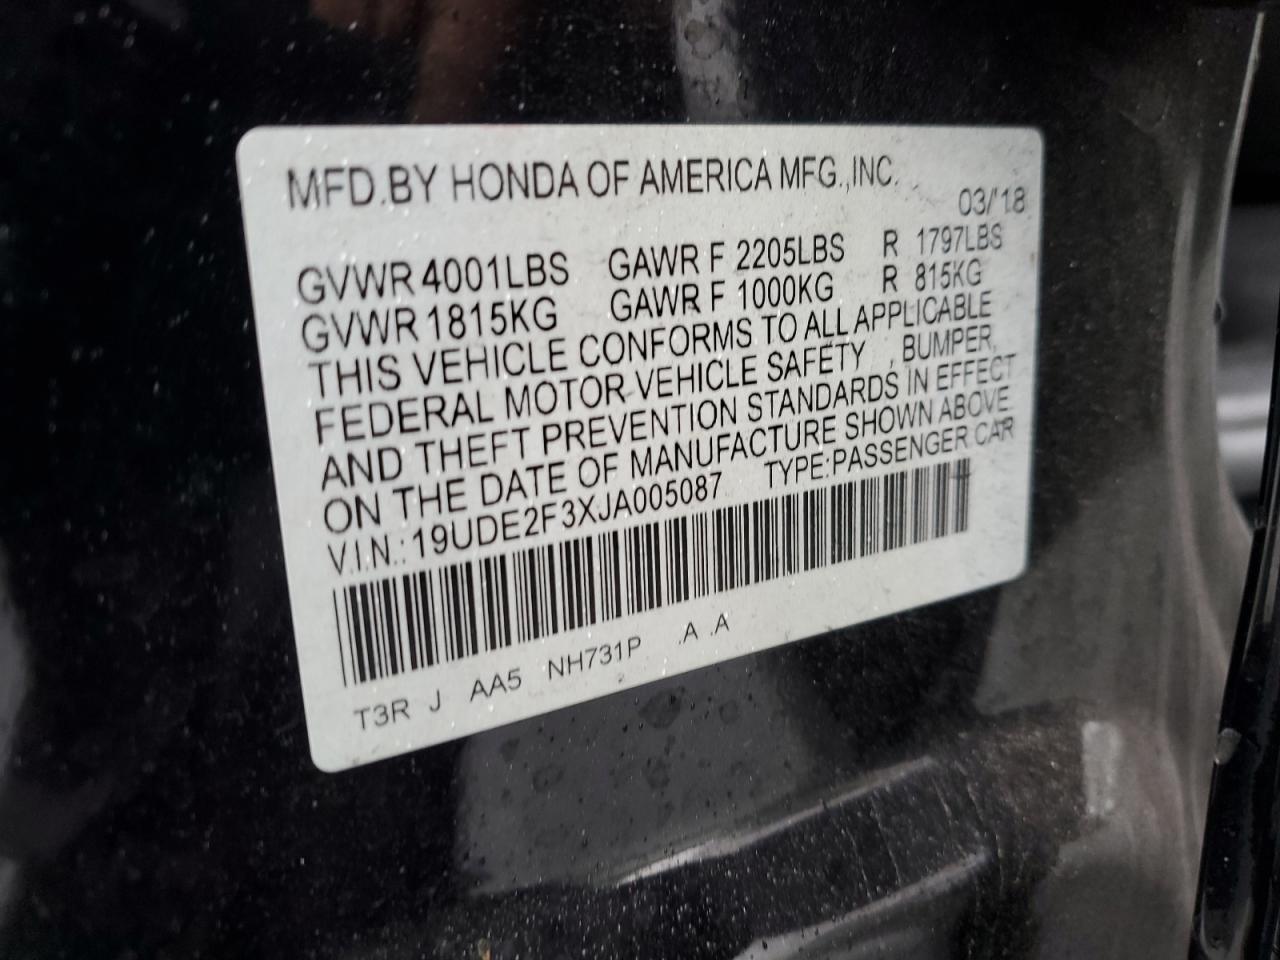 MFD.BY HONDA OF AMERICA MFG.,INC.
03/'18
GVWR 4001LBS GAWR F 2205LBS R 1797LBS
GVWR 1815KG GAWR F 1000KG R 815KG
THIS VEHICLE CONFORMS TO ALL APPLICABLE
FEDERAL MOTOR-VEHICLE SAFETY , BUMPER,
AND THEFT PREVENTION STANDARDS IN EFFECT
ON THE DATE OF MANUFACTURE SHOWN ABOVE
V.I.N.: 19UDE2F3XJA005087 TYPE:PASSENGER CAR
T3R J AA5 NH731P .A .A
2